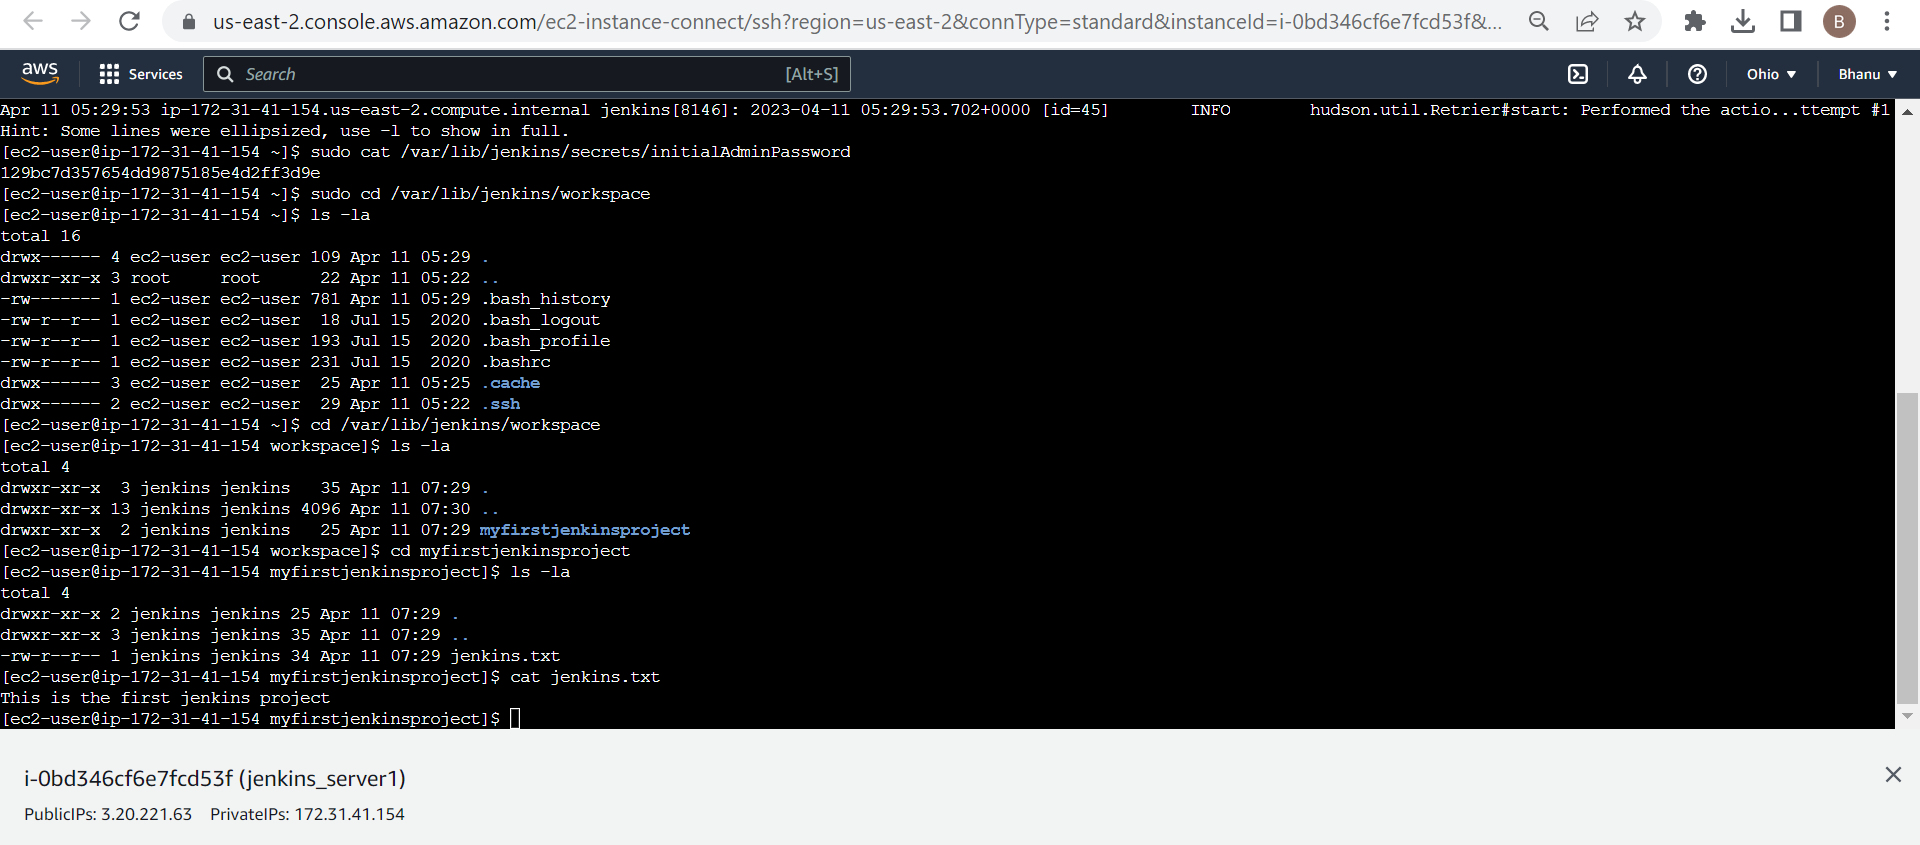 us-east-2.console.aws.amazon.com/ec2-instance-connect/ssh?region=us-east-2&connType=standard&instanceId=i-0bd346cf6e7fcd53f&...
B
aws
Services
Search
[Alt+S]
Ohio
Bhanu
Apr 11 05:29:53 ip-172-31-41-154.us-east-2.compute.internal jenkins[8146]: 2023-04-11 05:29:53.702+0000 [id=45] INFO hudson.util.Retrier#start: Performed the actio...ttempt #1
Hint: Some lines were ellipsized, use -l to show in full.
[ec2-user@ip-172-31-41-154 ~]$ sudo cat /var/lib/jenkins/secrets/initialAdminPassword
129bc7d357654dd9875185e4d2ff3d9e
[ec2-user@ip-172-31-41-154 ~]$ sudo cd /var/lib/jenkins/workspace
[ec2-user@ip-172-31-41-154 ~]$ ls -la
total 16
drwx------ 4 ec2-user ec2-user 109 Apr 11 05:29 .
drwxr-xr-x 3 root root 22 Apr 11 05:22 ..
-rw------- 1 ec2-user ec2-user 781 Apr 11 05:29 .bash_history
-rw-r--r-- 1 ec2-user ec2-user 18 Jul 15 2020 .bash_logout
-rw-r--r-- 1 ec2-user ec2-user 193 Jul 15 2020 .bash_profile
-rw-r--r-- 1 ec2-user ec2-user 231 Jul 15 2020 .bashrc
drwx------ 3 ec2-user ec2-user 25 Apr 11 05:25 .cache
drwx------ 2 ec2-user ec2-user 29 Apr 11 05:22 .ssh
[ec2-user@ip-172-31-41-154 ~]$ cd /var/lib/jenkins/workspace
[ec2-user@ip-172-31-41-154 workspace]$ ls -la
total 4
drwxr-xr-x 3 jenkins jenkins 35 Apr 11 07:29 .
drwxr-xr-x 13 jenkins jenkins 4096 Apr 11 07:30 ..
drwxr-xr-x 2 jenkins jenkins 25 Apr 11 07:29 myfirstjenkinsproject
[ec2-user@ip-172-31-41-154 workspace]$ cd myfirstjenkinsproject
[ec2-user@ip-172-31-41-154 myfirstjenkinsproject]$ ls -la
total 4
drwxr-xr-x 2 jenkins jenkins 25 Apr 11 07:29 .
drwxr-xr-x 3 jenkins jenkins 35 Apr 11 07:29 ..
-rw-r--r-- 1 jenkins jenkins 34 Apr 11 07:29 jenkins.txt
[ec2-user@ip-172-31-41-154 myfirstjenkinsproject]$ cat jenkins.txt
This is the first jenkins project
[ec2-user@ip-172-31-41-154 myfirstjenkinsproject]$
i-0bd346cf6e7fcd53f (jenkins_server1)
PublicIPs: 3.20.221.63 PrivateIPs: 172.31.41.154